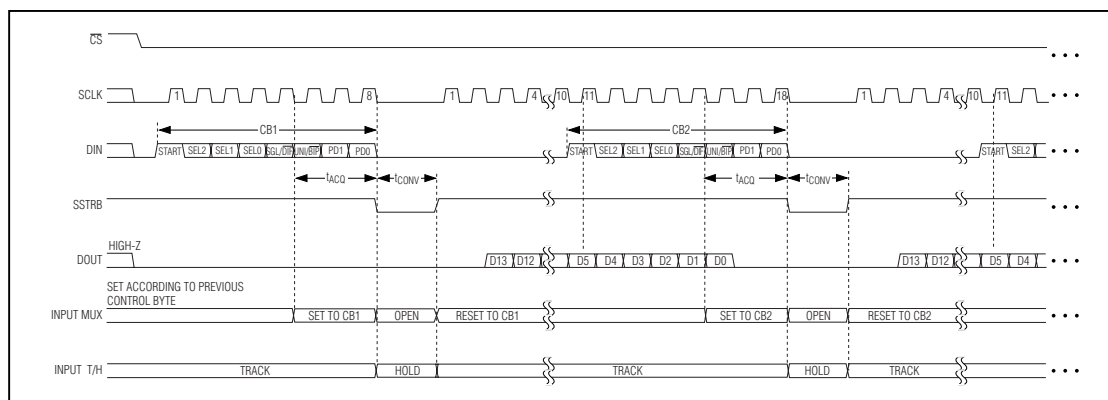 CS
SCLK 1 8 1 4 10 11 18 1 4 10 11
CB1 CB2
DIN START SEL2 SEL1 SEL0 SGL/DIF UNI/BIP PD1 PD0 START SEL2 SEL1 SEL0 SGL/DIF UNI/BIP PD1 PD0 START SEL2
tACQ tCONV tACQ tCONV
SSTRB
HIGH-Z
DOUT D13 D12 D5 D4 D3 D2 D1 D0 D13 D12 D5 D4
SET ACCORDING TO PREVIOUS
CONTROL BYTE
INPUT MUX SET TO CB1 OPEN RESET TO CB1 SET TO CB2 OPEN RESET TO CB2
INPUT T/H TRACK HOLD TRACK HOLD TRACK